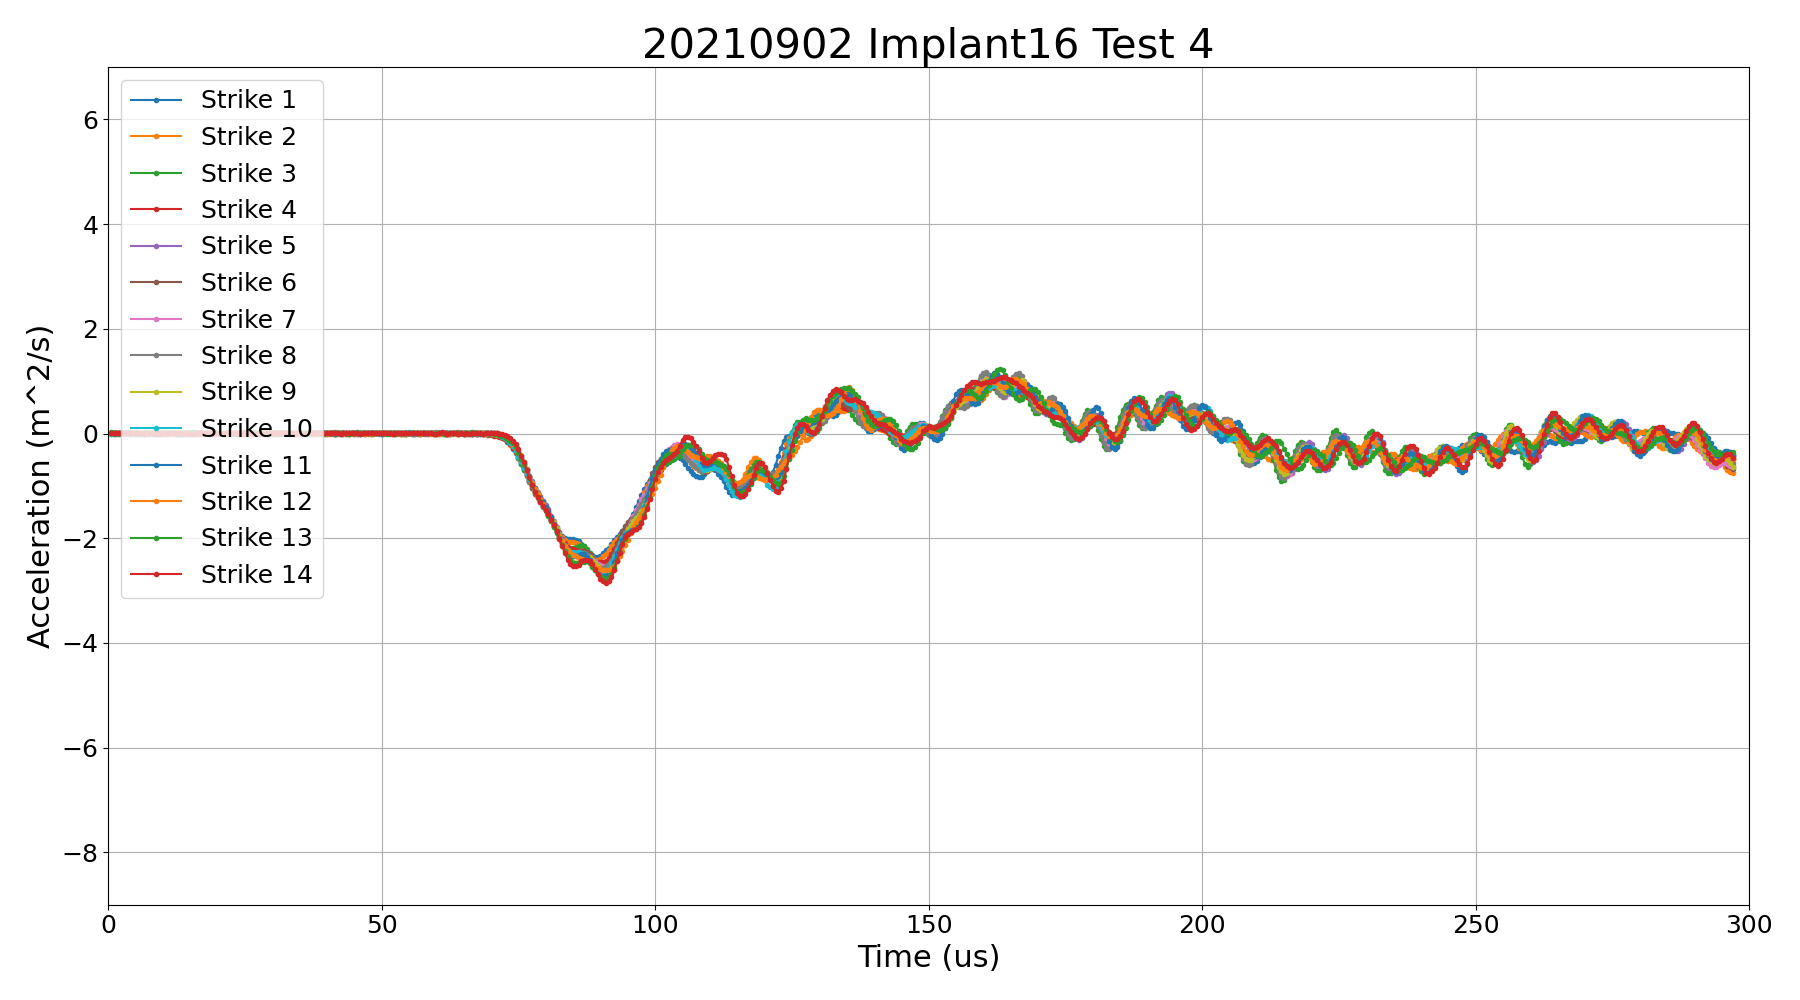 20210902 Implant16 Test 4
Strike 1
Strike 2
Strike 3
Strike 4
Strike 5
Strike 6
Strike 7
Strike 8
Strike 9
Strike 10
Strike 11
Strike 12
Strike 13
Strike 14
6
4
2
0
−2
−4
−6
−8
Acceleration (m^2/s)
0 50 100 150 200 250 300
Time (us)